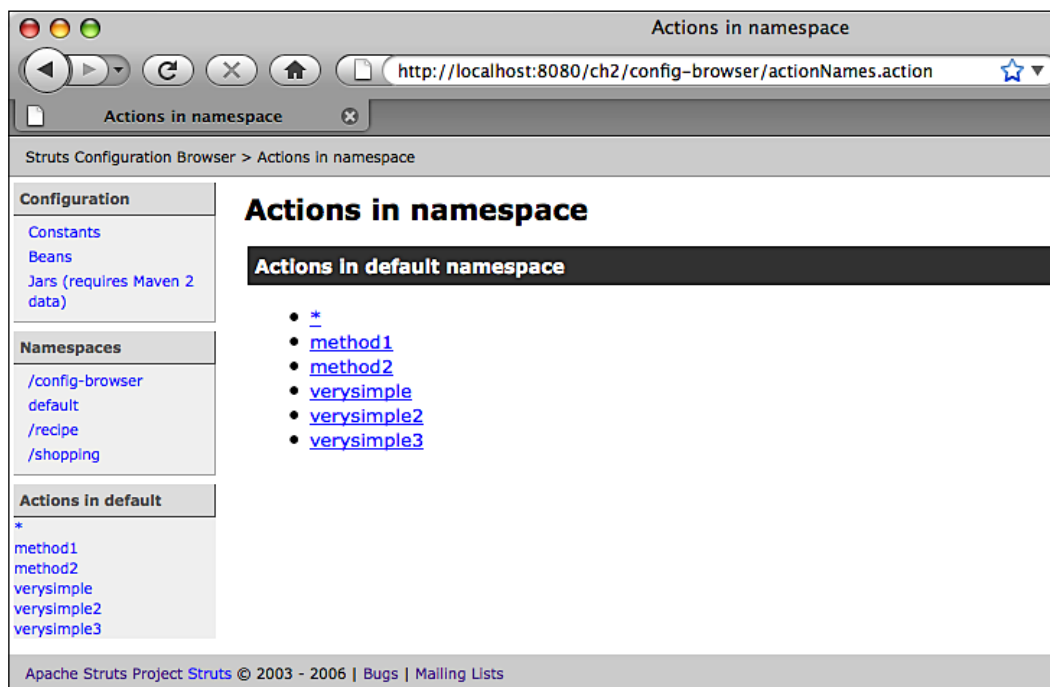 Actions in namespace
http://localhost:8080/ch2/config-browser/actionNames.action
Actions in namespace
Struts Configuration Browser > Actions in namespace
Configuration
Constants
Beans
Jars (requires Maven 2
data)
Namespaces
/config-browser
default
/recipe
/shopping
Actions in default
*
method1
method2
verysimple
verysimple2
verysimple3
Actions in namespace
Actions in default namespace
• *
• method1
• method2
• verysimple
• verysimple2
• verysimple3
Apache Struts Project Struts © 2003 - 2006 | Bugs | Mailing Lists